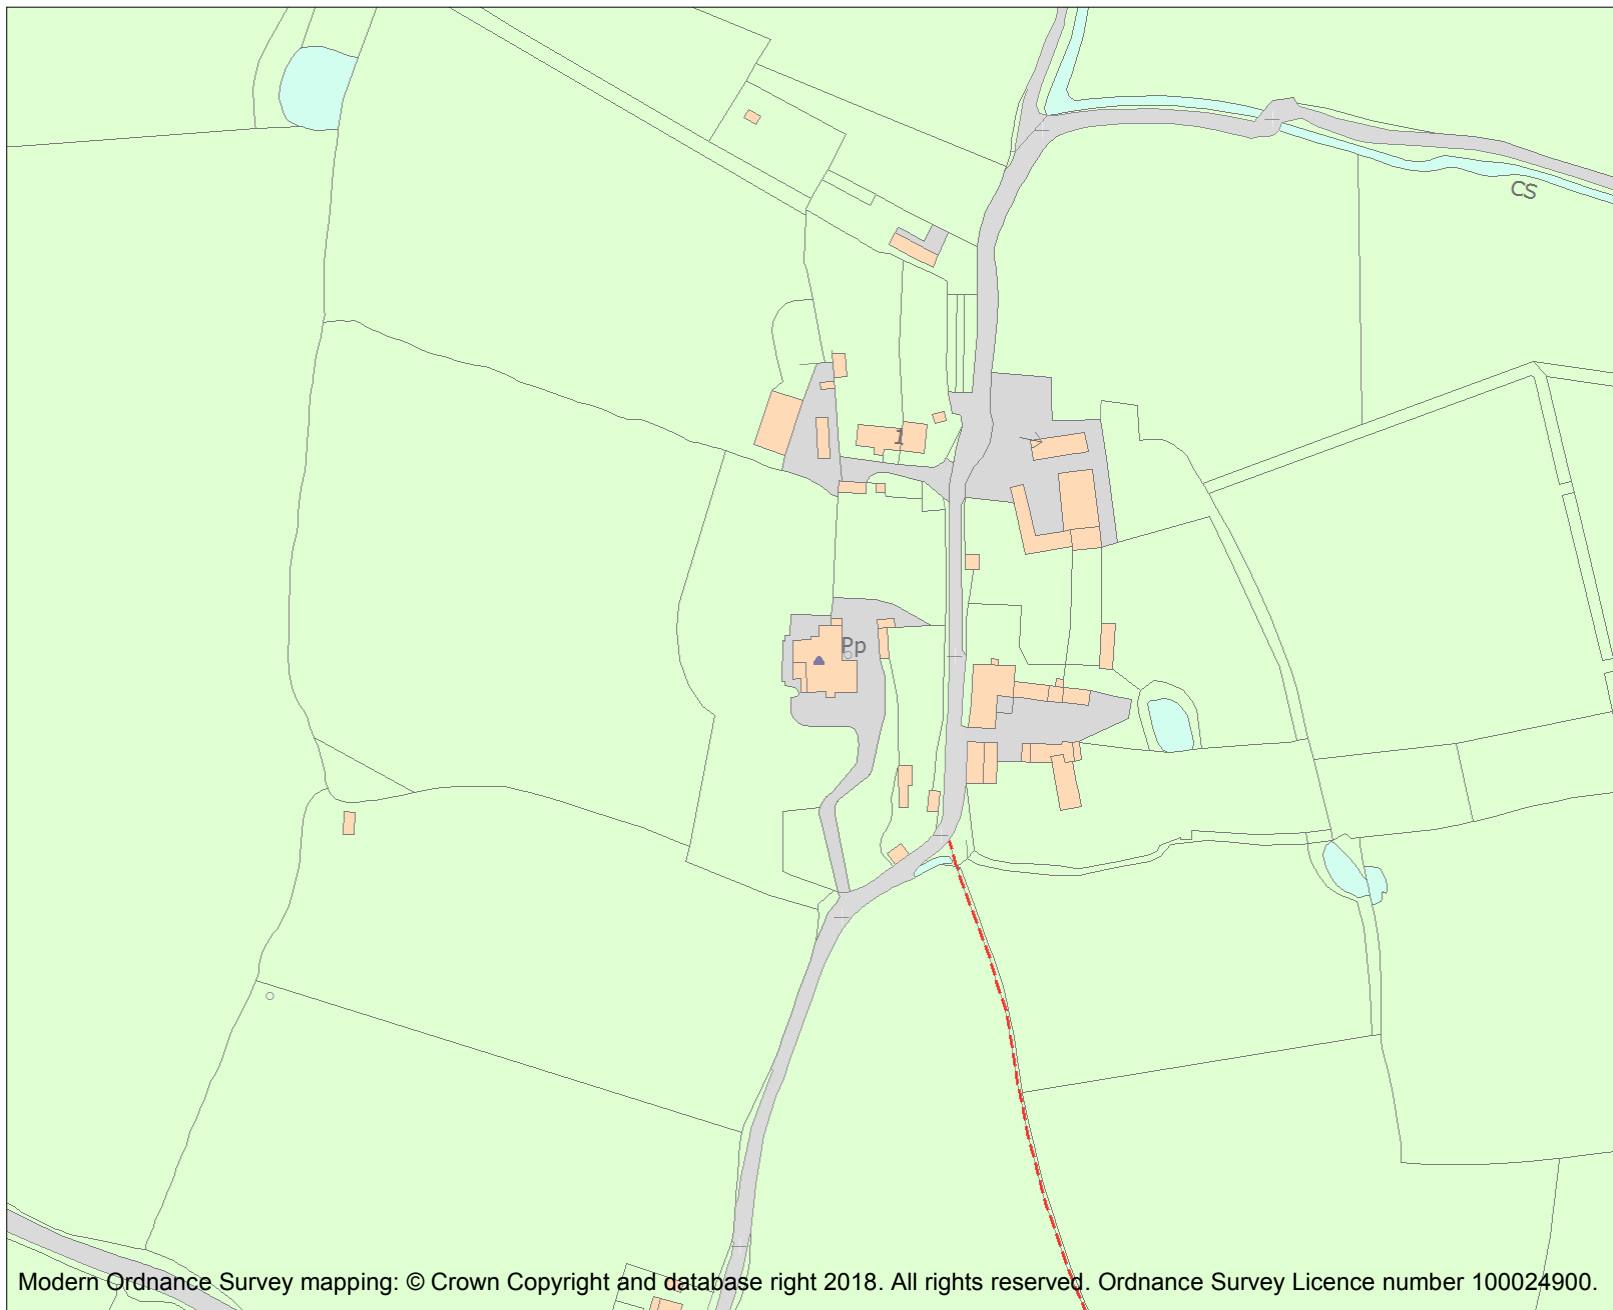 CS
1
Pp
Modern Ordnance Survey mapping: © Crown Copyright and database right 2018. All rights reserved. Ordnance Survey Licence number 100024900.